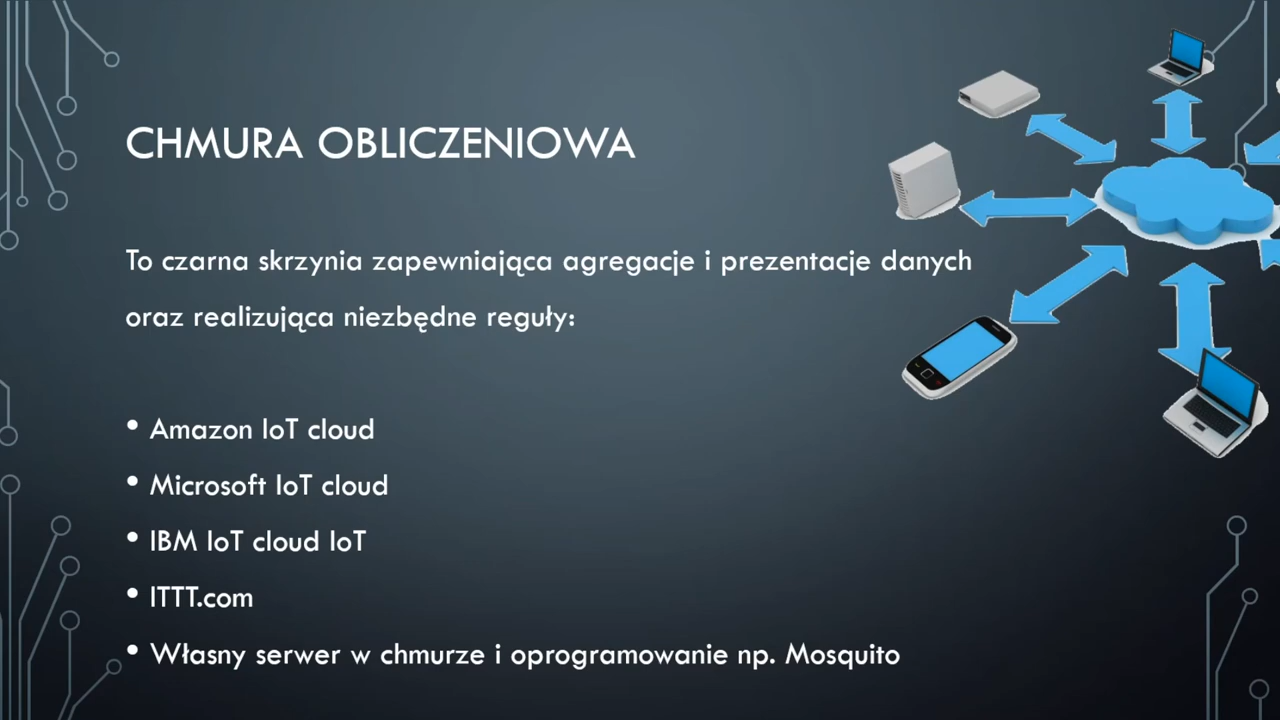 CHMURA OBLICZENIOWA
To czarna skrzynia zapewniająca agregacje i prezentacje danych
oraz realizująca niezbędne reguły:
• Amazon IoT cloud
• Microsoft IoT cloud
• IBM IoT cloud IoT
• ITTT.com
• Własny serwer w chmurze i oprogramowanie np. Mosquito